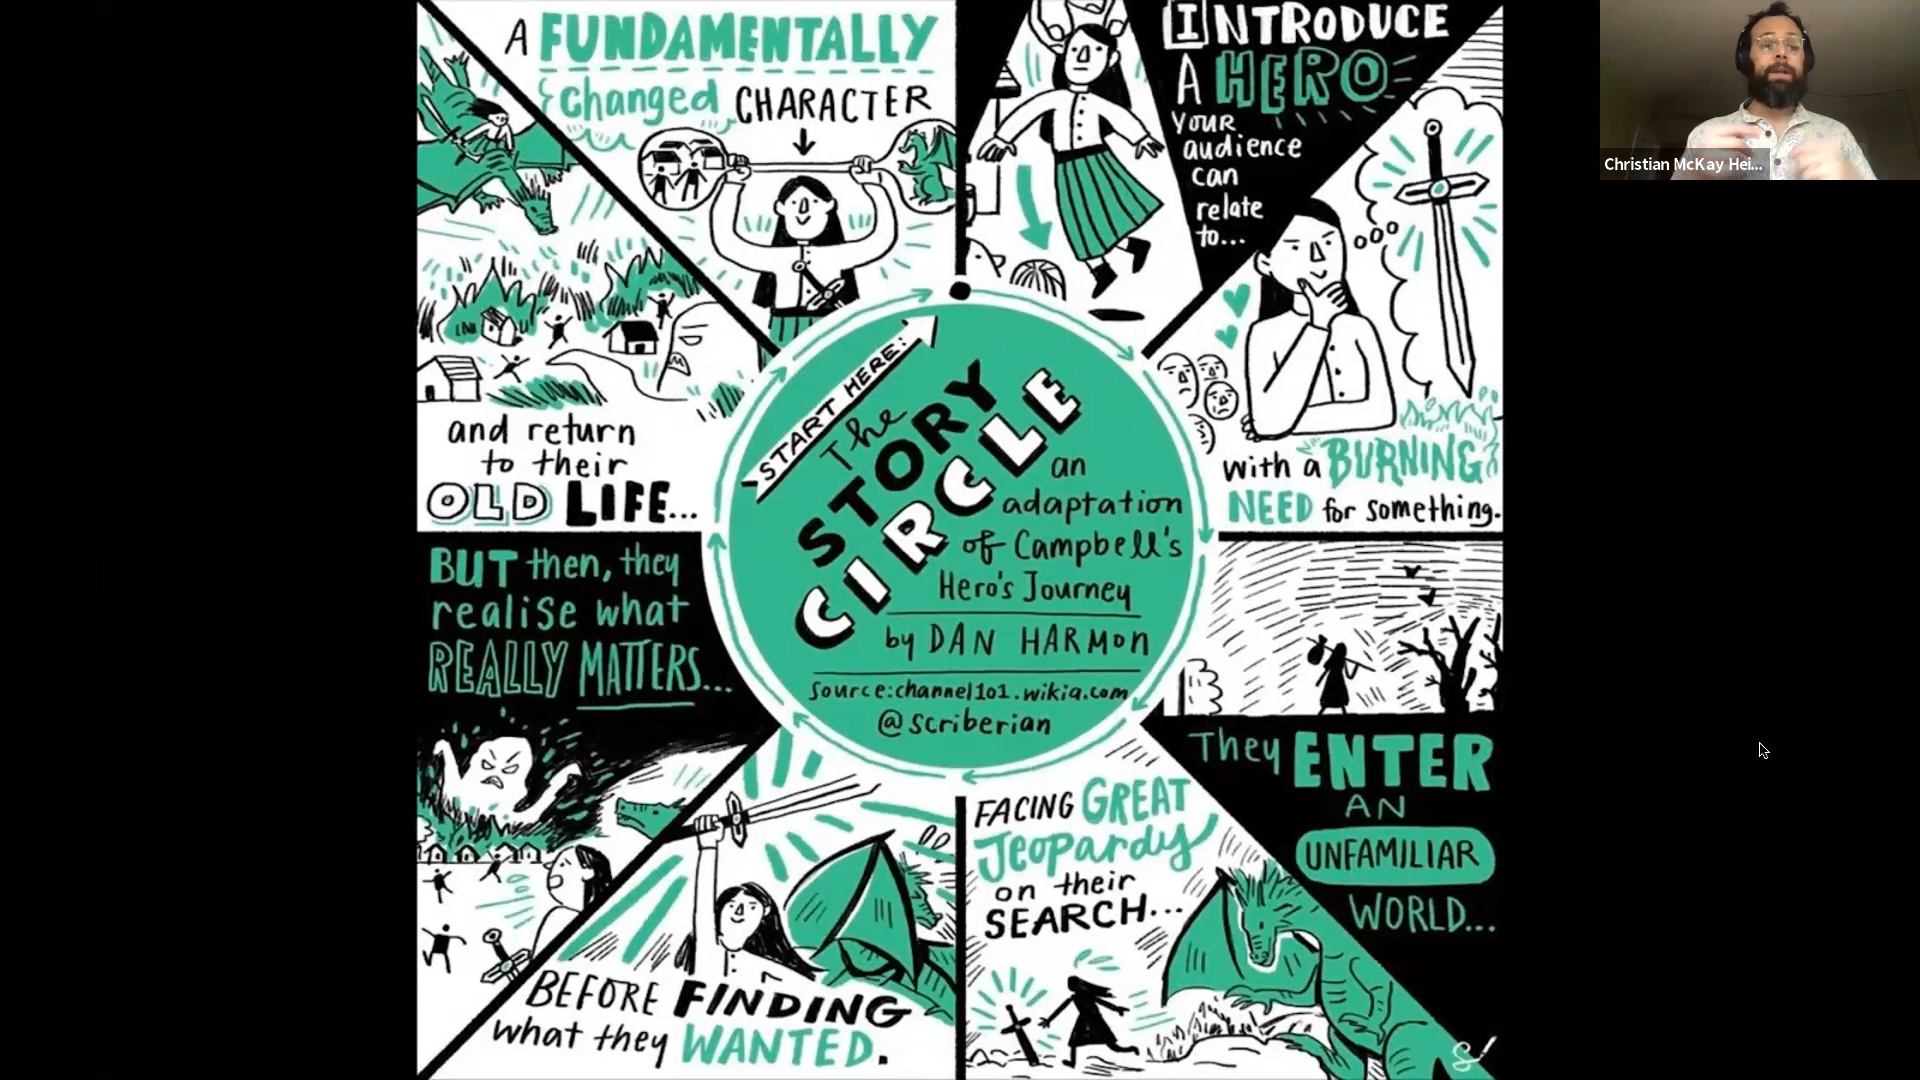 INTRODUCE
A HERO
YOUR
audience
can
relate
to...
with a BURNING
NEED for something.
They ENTER
AN
UNFAMILIAR
WORLD...
FACING GREAT
Jeopardy
on their
SEARCH...
BEFORE FINDING
what they WANTED.
BUT then, they
realise what
REALLY MATTERS...
and return
to their
OLD LIFE...
A FUNDAMENTALLY
changed CHARACTER
START HERE:
The
STORY
CIRCLE
an
adaptation
of Campbell's
Hero's Journey
by DAN HARMON
source:channel101.wikia.com
@scriberian
Christian McKay Hei...